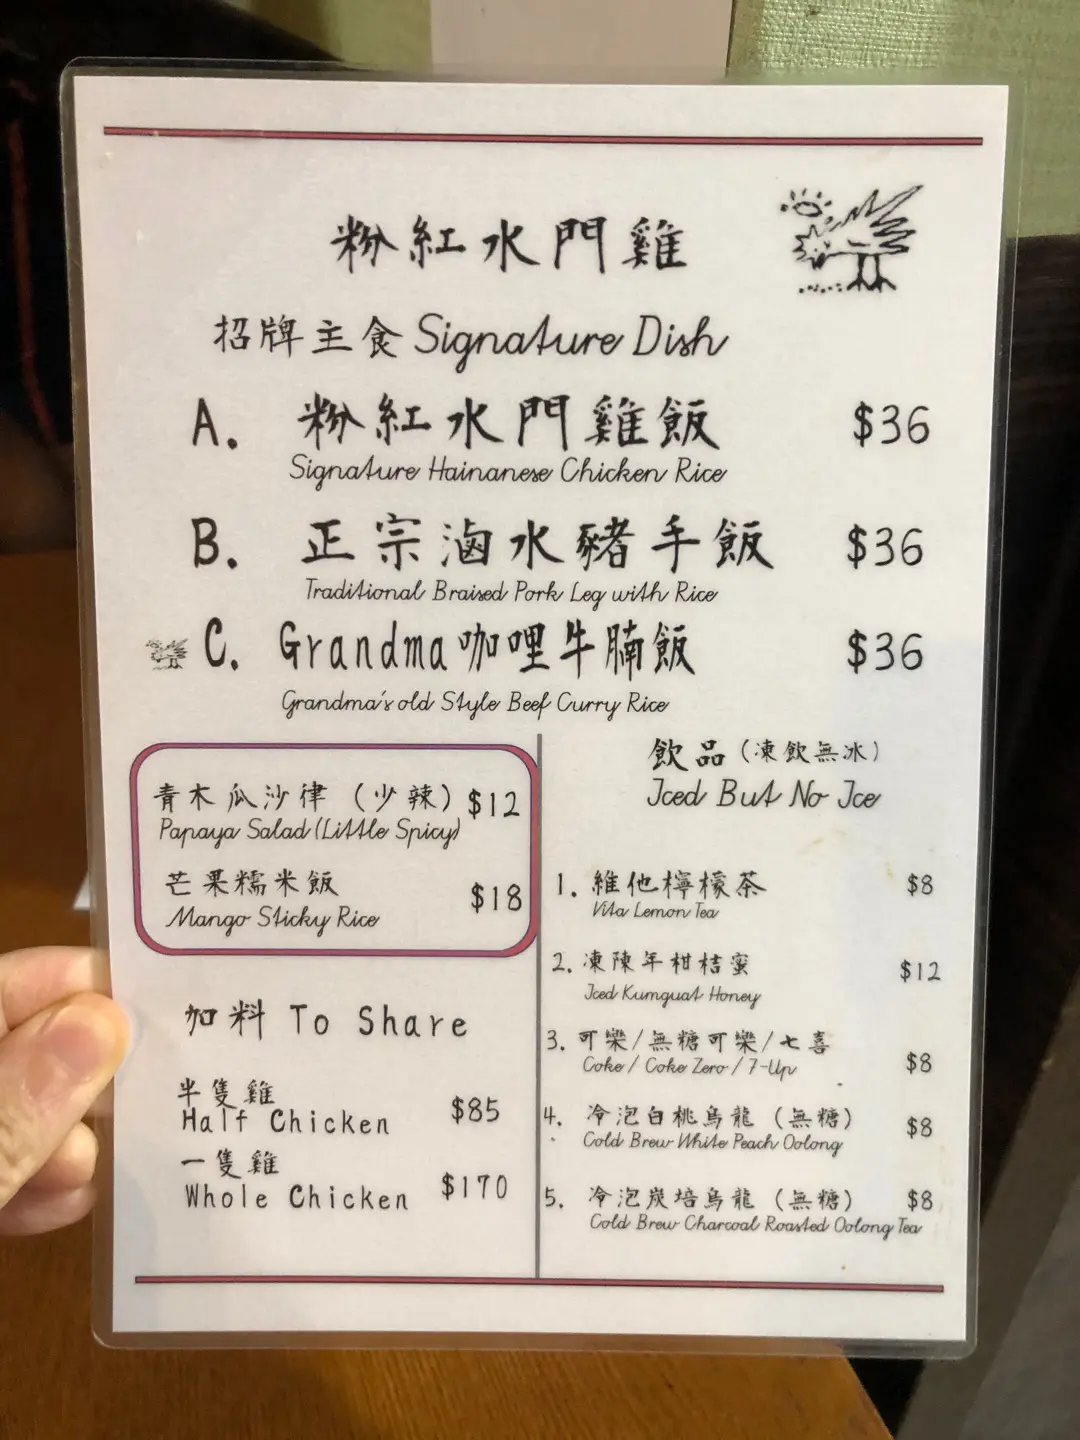 粉紅水門雞
招牌主食 Signature Dish
A. 粉紅水門雞飯 $36
Signature Hainanese Chicken Rice
B. 正宗滷水豬手飯 $36
Traditional Braised Pork Leg with Rice
C. Grandma 咖哩牛腩飯 $36
Grandma's old Style Beef Curry Rice
青木瓜沙律 (少辣) $12
Papaya Salad (Little Spicy)
芒果糯米飯
Mango Sticky Rice $18
加料 To Share
半隻雞
Half Chicken $85
一隻雞
Whole Chicken $170
飲品 (凍飲無冰)
Iced But No Ice
1. 維他檸檬茶 $8
Vita Lemon Tea
2. 凍陳年柑桔蜜 $12
Iced Kumquat Honey
3. 可樂/無糖可樂/七喜
Coke / Coke Zero / 7-Up $8
4. 冷泡白桃烏龍 (無糖) $8
Cold Brew White Peach Oolong
5. 冷泡炭培烏龍 (無糖) $8
Cold Brew Charcoal Roasted Oolong Tea